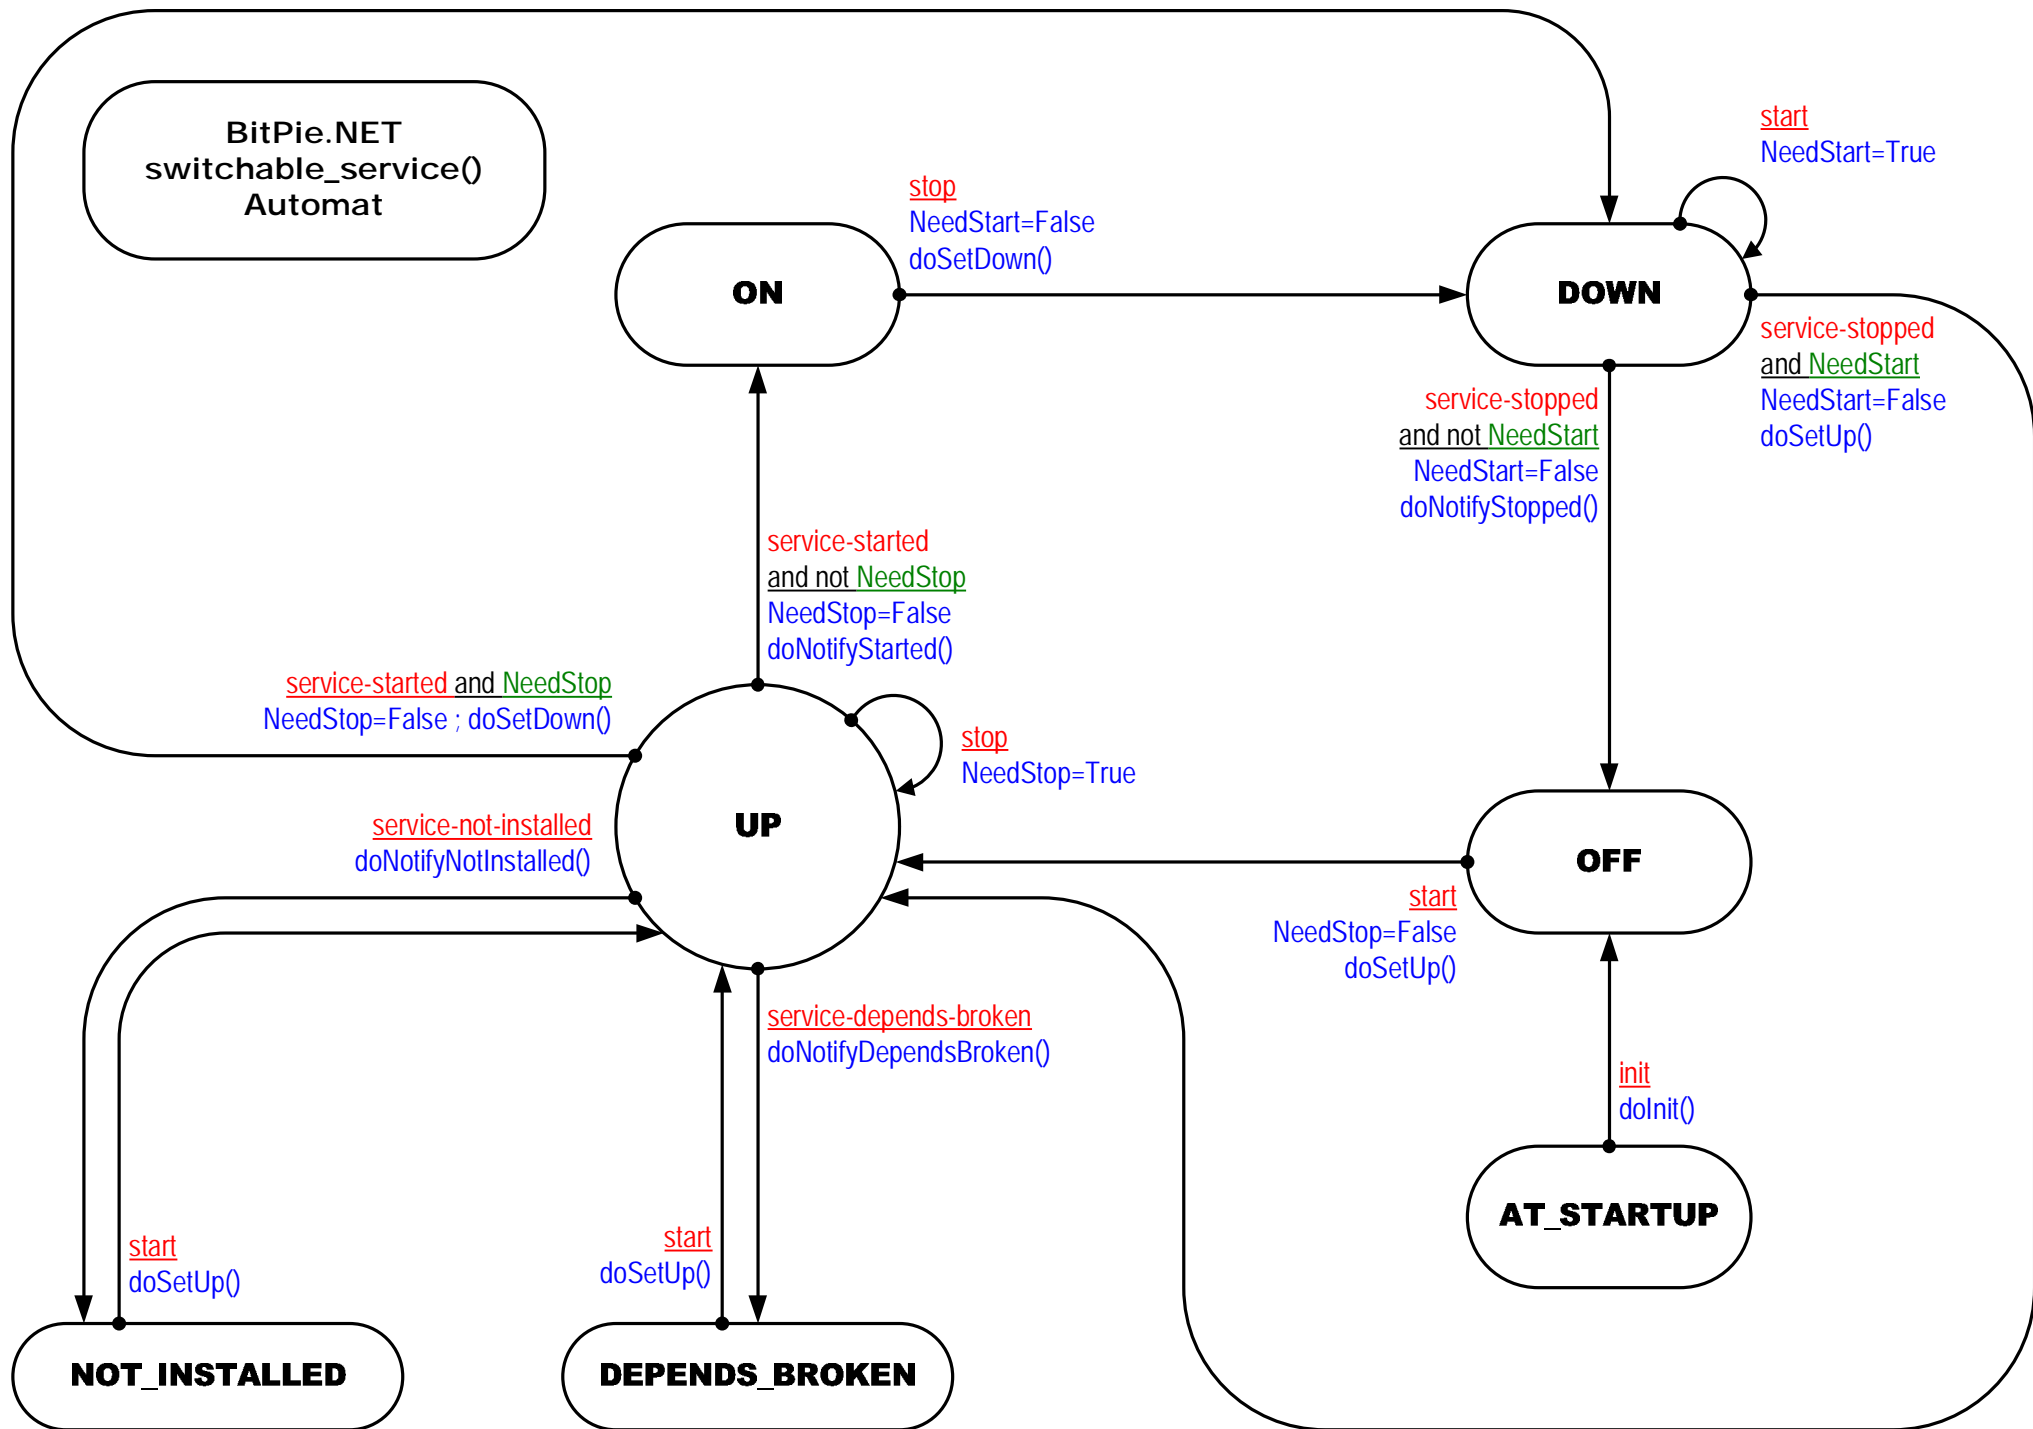 BitPie.NET
switchable_service()
Automat
start
NeedStart=True
stop
NeedStart=False
doSetDown()
ON
DOWN
service-stopped
and NeedStart
NeedStart=False
doSetUp()
service-stopped
and not NeedStart
NeedStart=False
doNotifyStopped()
service-started
and not NeedStop
NeedStop=False
doNotifyStarted()
service-started and NeedStop
NeedStop=False ; doSetDown()
stop
NeedStop=True
UP
service-not-installed
doNotifyNotInstalled()
OFF
start
NeedStop=False
doSetUp()
service-depends-broken
doNotifyDependsBroken()
init
doInit()
AT_STARTUP
start
doSetUp()
start
doSetUp()
NOT_INSTALLED
DEPENDS_BROKEN